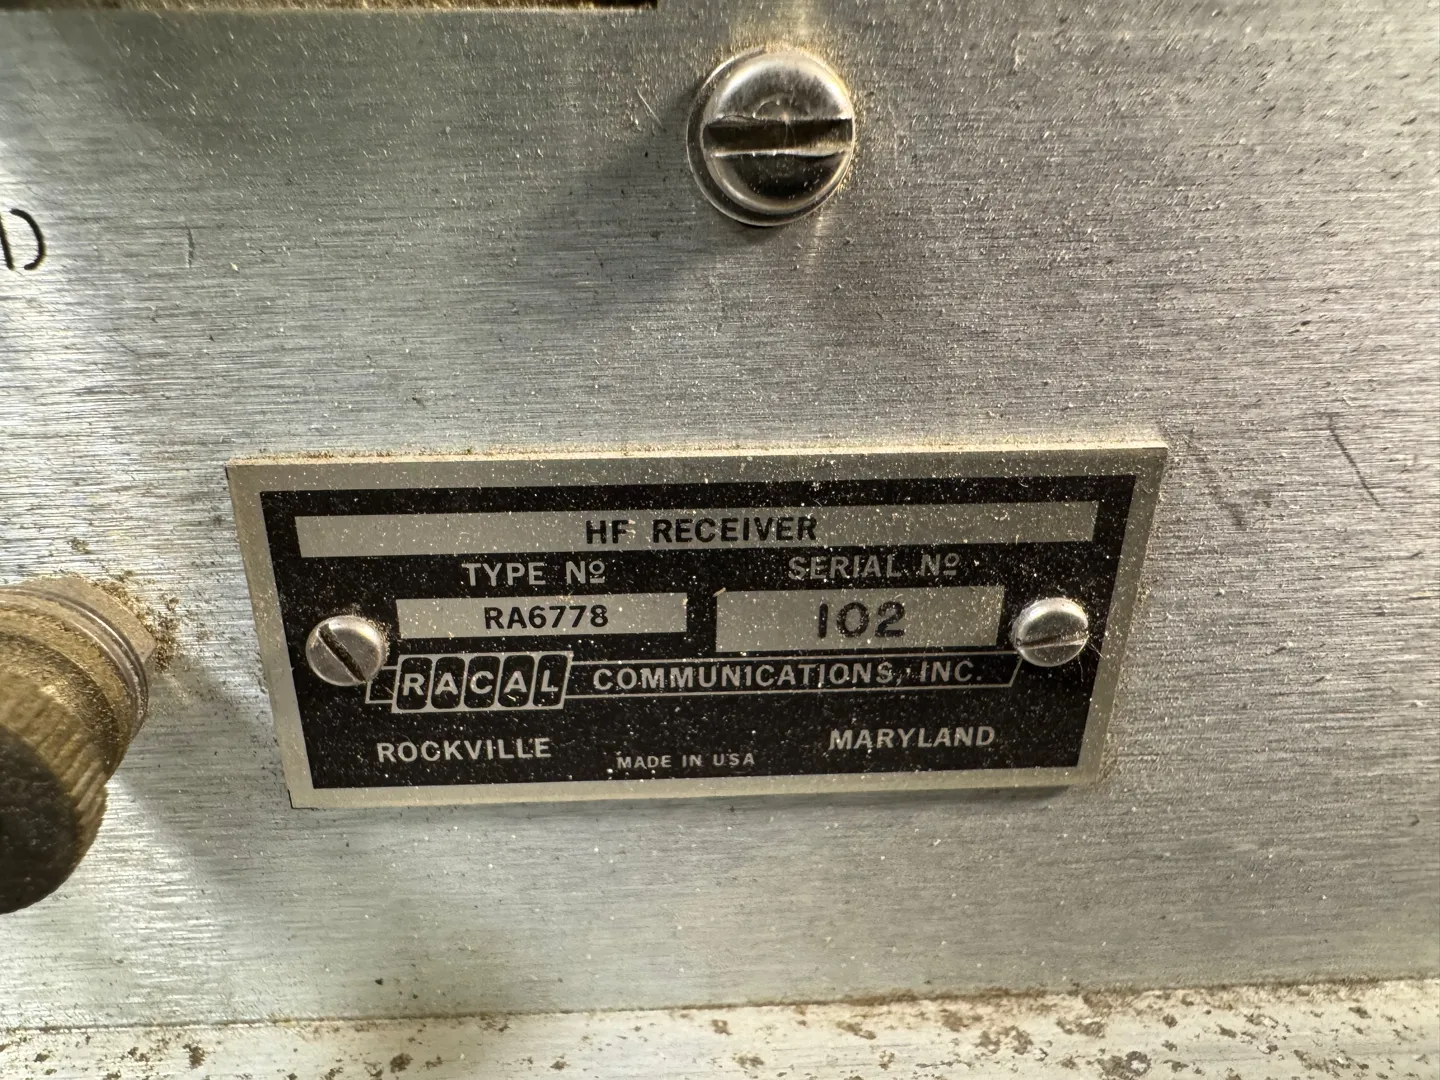 D
HF RECEIVER
TYPE Nº SERIAL Nº
RA6778 102
RACAL COMMUNICATIONS, INC.
ROCKVILLE MADE IN USA MARYLAND